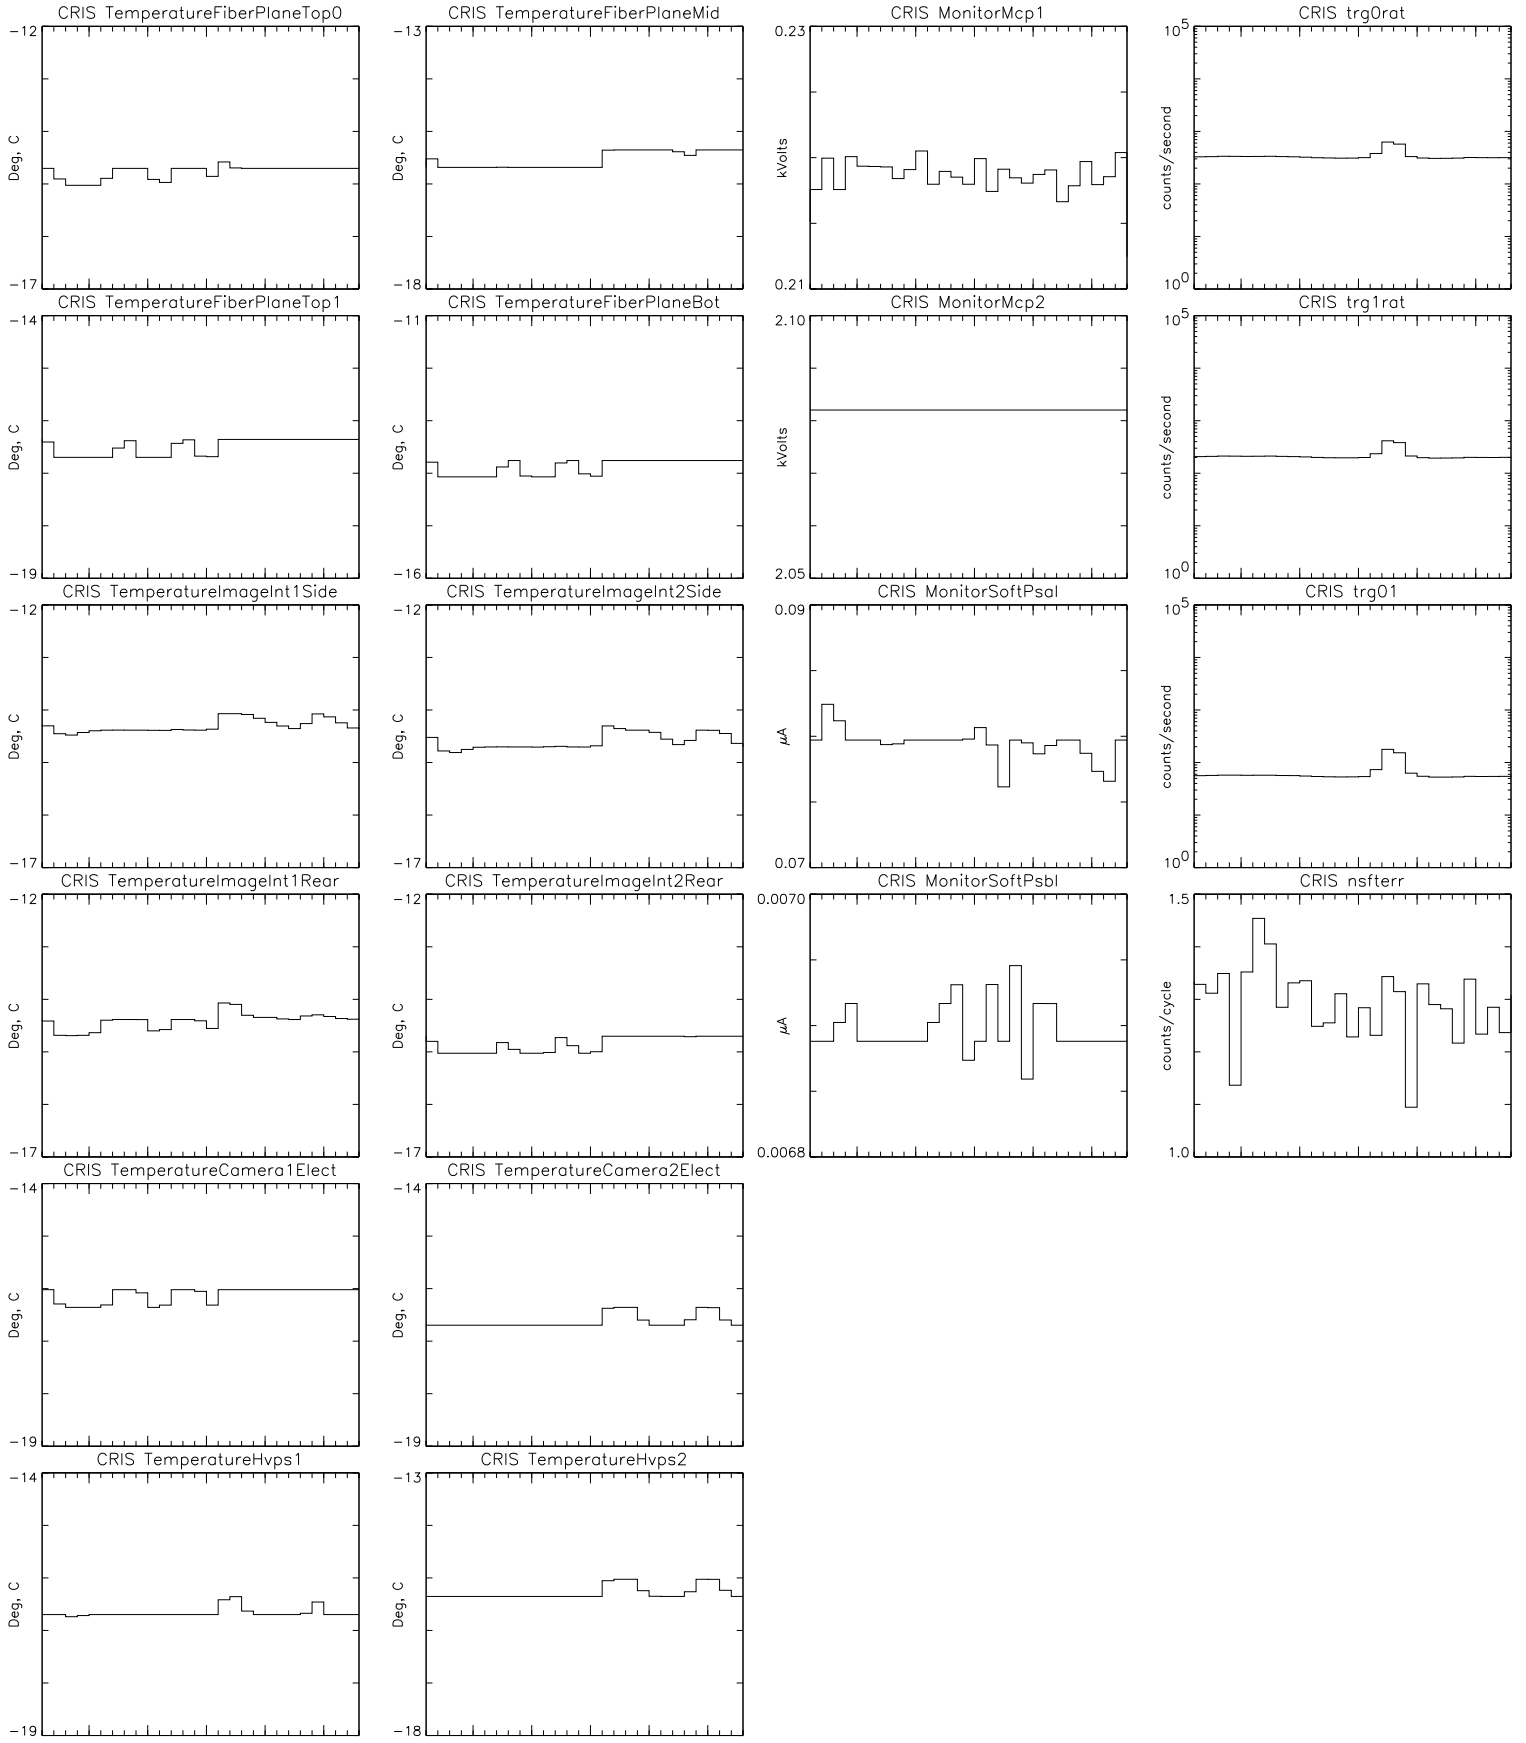 CRIS TemperatureFiberPlaneTop0
-12
Deg, C
-17
CRIS TemperatureFiberPlaneMid
-13
Deg, C
-18
CRIS MonitorMcp1
0.23
kVolts
0.21
CRIS trg0rat
10^5
counts/second
10^0
CRIS TemperatureFiberPlaneTop1
-14
Deg, C
-19
CRIS TemperatureFiberPlaneBot
-11
Deg, C
-16
CRIS MonitorMcp2
2.10
kVolts
2.05
CRIS trg1rat
10^5
counts/second
10^0
CRIS TemperatureImageInt1Side
-12
Deg, C
-17
CRIS TemperatureImageInt2Side
-12
Deg, C
-17
CRIS MonitorSoftPsaI
0.09
μA
0.07
CRIS trg01
10^5
counts/second
10^0
CRIS TemperatureImageInt1Rear
-12
Deg, C
-17
CRIS TemperatureImageInt2Rear
-12
Deg, C
-17
CRIS MonitorSoftPsbI
0.0070
μA
0.0068
CRIS nsfterr
1.5
counts/cycle
1.0
CRIS TemperatureCamera1Elect
-14
Deg, C
-19
CRIS TemperatureCamera2Elect
-14
Deg, C
-19
CRIS TemperatureHvps1
-14
Deg, C
-19
CRIS TemperatureHvps2
-13
Deg, C
-18